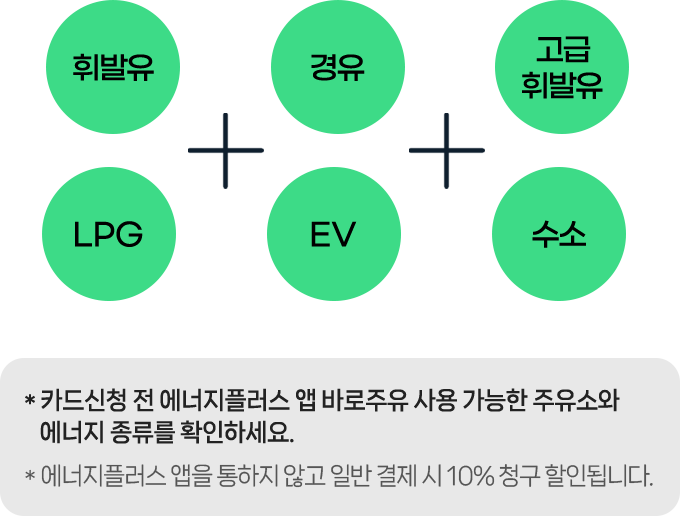 휘발유
경유
고급
휘발유
LPG
EV
수소
* 카드신청 전 에너지플러스 앱 바로주유 사용 가능한 주유소와
에너지 종류를 확인하세요.
* 에너지플러스 앱을 통하지 않고 일반 결제 시 10% 청구 할인됩니다.